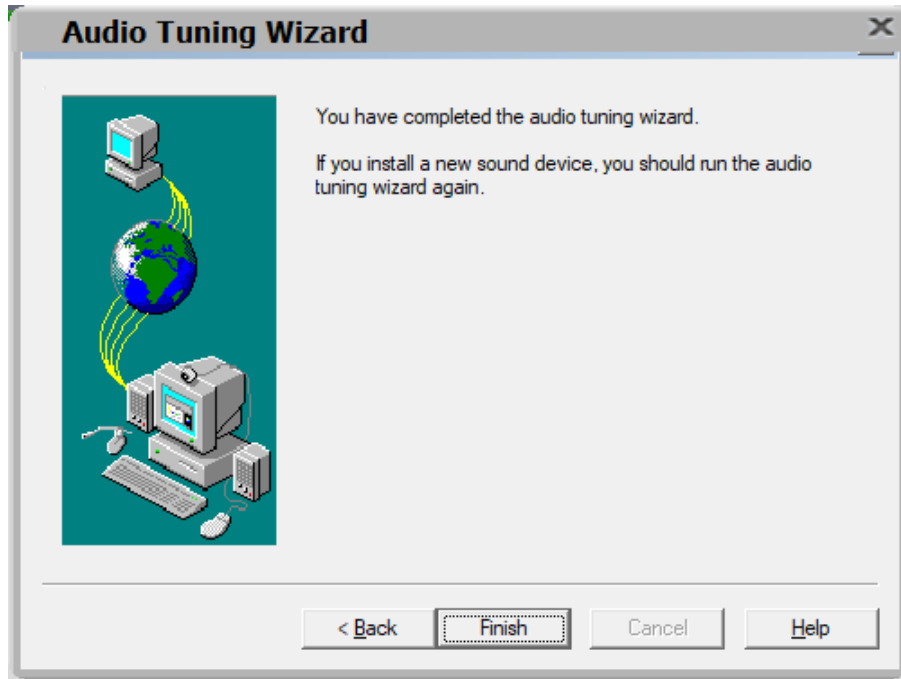 Audio Tuning Wizard
You have completed the audio tuning wizard.
If you install a new sound device, you should run the audio
tuning wizard again.
< Back
Finish
Cancel
Help